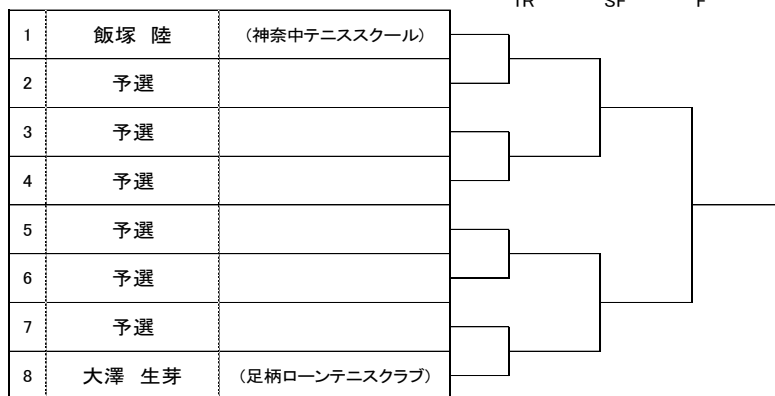 1R SF F
1 飯塚 陸 (神奈中テニススクール)
2 予選
3 予選
4 予選
5 予選
6 予選
7 予選
8 大澤 生芽 (足柄ローンテニスクラブ)